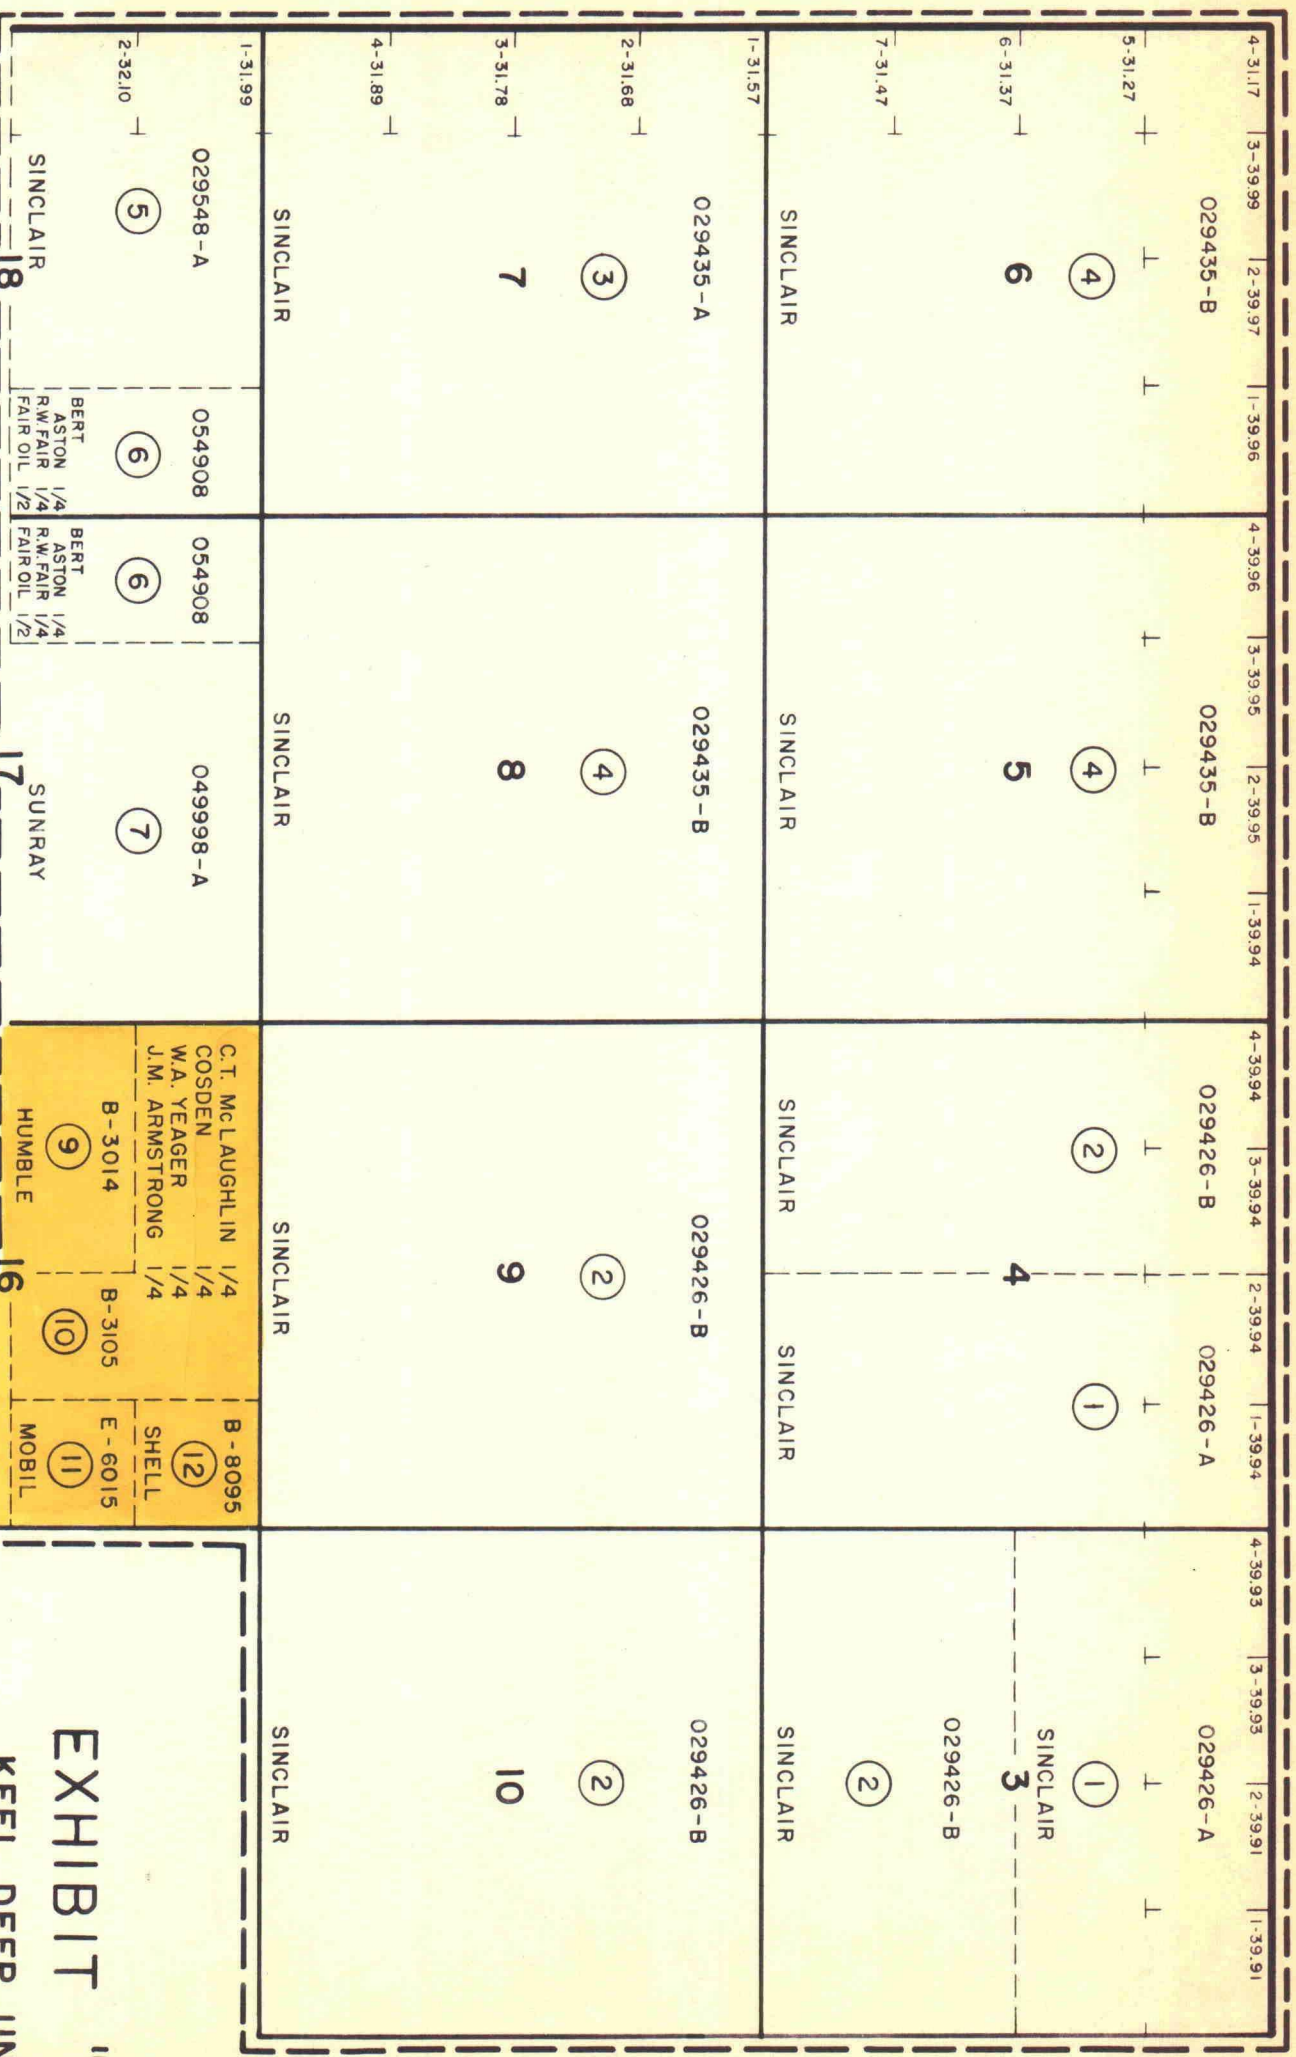 4-31.17 3-39.99 2-39.97 1-39.96 4-39.96 3-39.95 2-39.95 1-39.94 4-39.94 3-39.94 2-39.94 1-39.94 4-39.93 3-39.93 2-39.91 1-39.91
029435-B 029435-B 029426-B 029426-A 029426-A
5-31.27
4 4 2 1 1
SINCLAIR
6-31.37 6 5 4 3
029426-B
7-31.47 2
SINCLAIR SINCLAIR SINCLAIR SINCLAIR SINCLAIR
1-31.57
029435-A 029435-B 029426-B 029426-B
2-31.68
3 4 2 2
3-31.78 7 8 9 10
4-31.89
SINCLAIR SINCLAIR SINCLAIR SINCLAIR
1-31.99
029548-A 054908 054908 049998-A
C.T. McLAUGHLIN 1/4
COSDEN 1/4
W.A. YEAGER 1/4
J.M. ARMSTRONG 1/4
B-8095
12
SHELL
2-32.10 5 6 6 7
BERT
ASTON 1/4
R.W. FAIR 1/4
FAIR OIL 1/2
BERT
ASTON 1/4
R.W. FAIR 1/4
FAIR OIL 1/2
B-3014 B-3105 E-6015
9 10 11
SINCLAIR SUNRAY HUMBLE MOBIL
18 17 16
EXHIBIT
KEEL DEEP